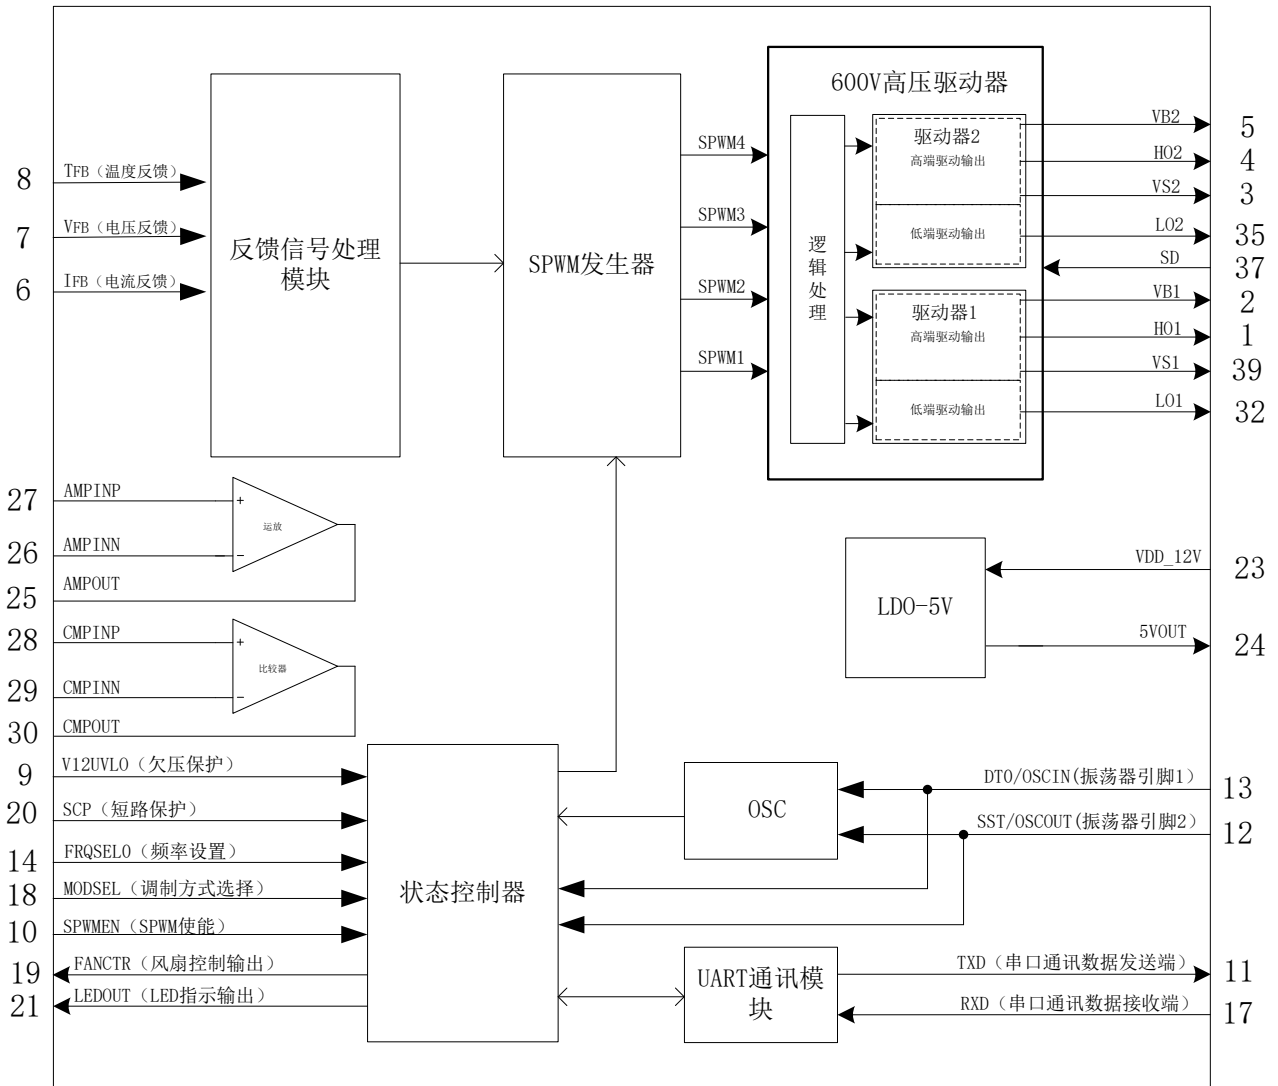 600V高压驱动器
VB2
5
驱动器2
高端驱动输出
HO2
4
VS2
3
低端驱动输出
LO2
35
SD
37
逻辑处理
SPWM4
SPWM3
SPWM2
SPWM1
VB1
2
驱动器1
高端驱动输出
HO1
1
VS1
39
低端驱动输出
LO1
32
8
TFB（温度反馈）
7
VFB（电压反馈）
6
IFB（电流反馈）
反馈信号处理
模块
SPWM发生器
27
AMPINP
+
运放
26
AMPINN
−
25
AMPOUT
28
CMPINP
+
比较器
29
CMPINN
−
30
CMPOUT
LDO-5V
VDD_12V
23
5VOUT
24
9
V12UVLO（欠压保护）
20
SCP（短路保护）
14
FRQSEL0（频率设置）
18
MODSEL（调制方式选择）
10
SPWMEN（SPWM使能）
19
FANCTR（风扇控制输出）
21
LEDOUT（LED指示输出）
状态控制器
OSC
DT0/OSCIN(振荡器引脚1）
13
SST/OSCOUT(振荡器引脚2）
12
UART通讯模
块
TXD（串口通讯数据发送端）
11
RXD（串口通讯数据接收端）
17